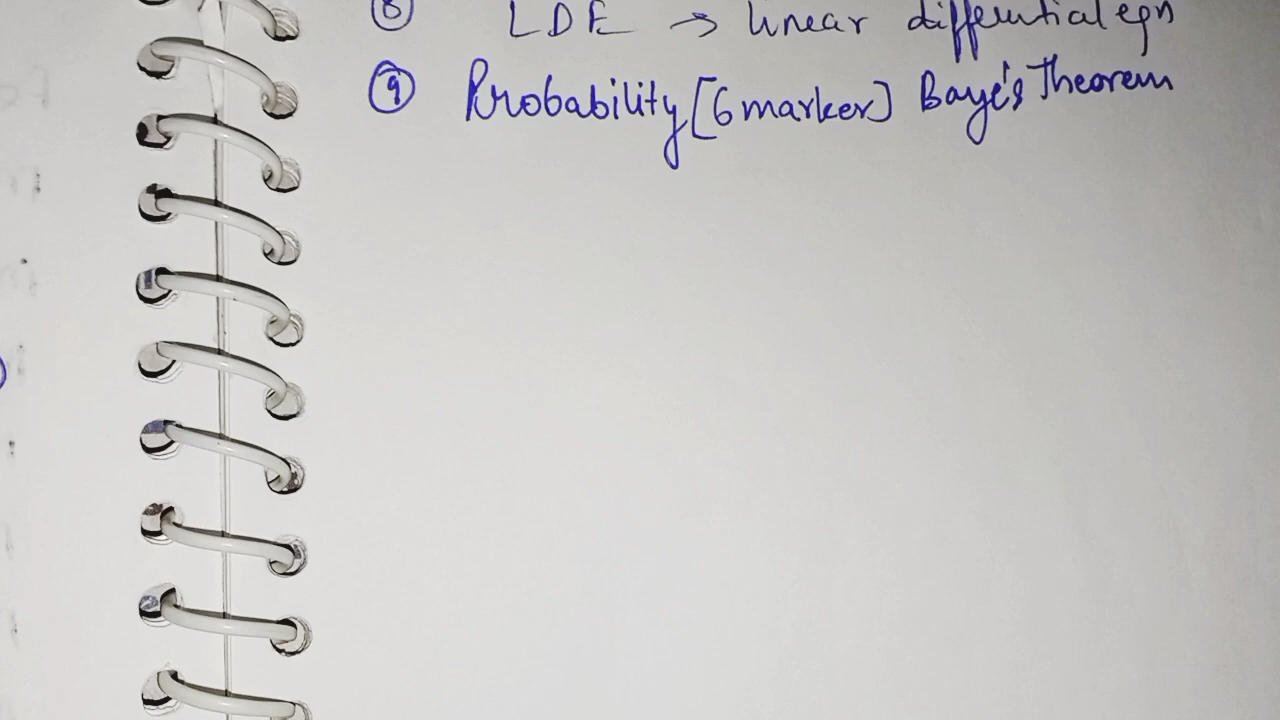 ⑧ LDE → linear differential eqn
⑨ Probability [6 marker] Baye's Theorem